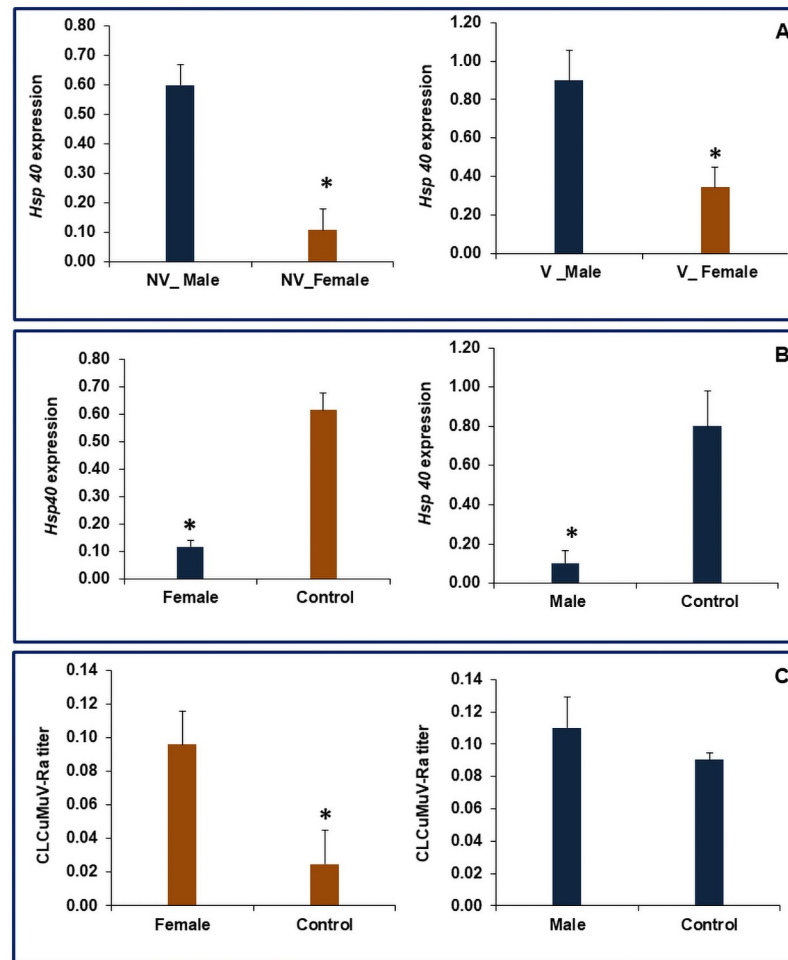 A
Hsp 40 expression
0.80
0.70
0.60
0.50
0.40
0.30
0.20
0.10
0.00
*
NV_ Male
NV_Female
Hsp 40 expression
1.20
1.00
0.80
0.60
0.40
0.20
0.00
*
V _Male
V_ Female
B
Hsp40 expression
0.80
0.70
0.60
0.50
0.40
0.30
0.20
0.10
0.00
*
Female
Control
Hsp 40 expression
1.20
1.00
0.80
0.60
0.40
0.20
0.00
*
Male
Control
C
CLCuMuV-Ra titer
0.14
0.12
0.10
0.08
0.06
0.04
0.02
0.00
*
Female
Control
CLCuMuV-Ra titer
0.14
0.12
0.10
0.08
0.06
0.04
0.02
0.00
Male
Control